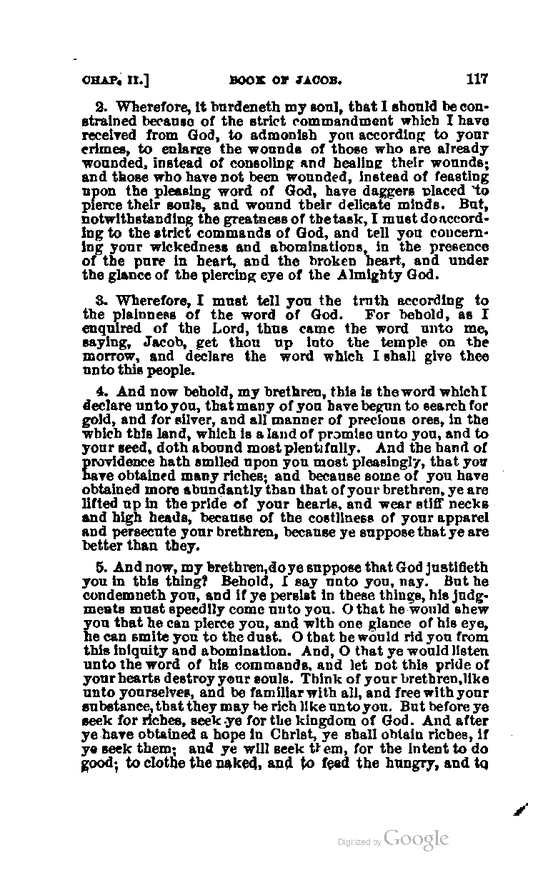 CHAP. II.] BOOK OF JACOB. 117
2. Wherefore, it burdeneth my soul, that I should be con-
strained because of the strict commandment which I have
received from God, to admonish you according to your
crimes, to enlarge the wounds of those who are already
wounded, instead of consoling and healing their wounds;
and those who have not been wounded, instead of feasting
upon the pleasing word of God, have daggers placed to
pierce their souls, and wound their delicate minds. But,
notwithstanding the greatness of the task, I must do accord-
ing to the strict commands of God, and tell you concern-
ing your wickedness and abominations, in the presence
of the pure in heart, and the broken heart, and under
the glance of the piercing eye of the Almighty God.
3. Wherefore, I must tell you the truth according to
the plainness of the word of God. For behold, as I
enquired of the Lord, thus came the word unto me,
saying, Jacob, get thou up into the temple on the
morrow, and declare the word which I shall give thee
unto this people.
4. And now behold, my brethren, this is the word which I
declare unto you, that many of you have begun to search for
gold, and for silver, and all manner of precious ores, in the
which this land, which is a land of promise unto you, and to
your seed, doth abound most plentifully. And the hand of
providence hath smiled upon you most pleasingly, that you
have obtained many riches; and because some of you have
obtained more abundantly than that of your brethren, ye are
lifted up in the pride of your hearts, and wear stiff necks
and high heads, because of the costliness of your apparel
and persecute your brethren, because ye suppose that ye are
better than they.
5. And now, my brethren, do ye suppose that God justifieth
you in this thing? Behold, I say unto you, nay. But he
condemneth you, and if ye persist in these things, his judg-
ments must speedily come unto you. O that he would shew
you that he can pierce you, and with one glance of his eye,
he can smite you to the dust. O that he would rid you from
this iniquity and abomination. And, O that ye would listen
unto the word of his commands, and let not this pride of
your hearts destroy your souls. Think of your brethren, like
unto yourselves, and be familiar with all, and free with your
substance, that they may be rich like unto you. But before ye
seek for riches, seek ye for the kingdom of God. And after
ye have obtained a hope in Christ, ye shall obtain riches, if
ye seek them; and ye will seek them, for the intent to do
good; to clothe the naked, and to feed the hungry, and to
Digitized by Google